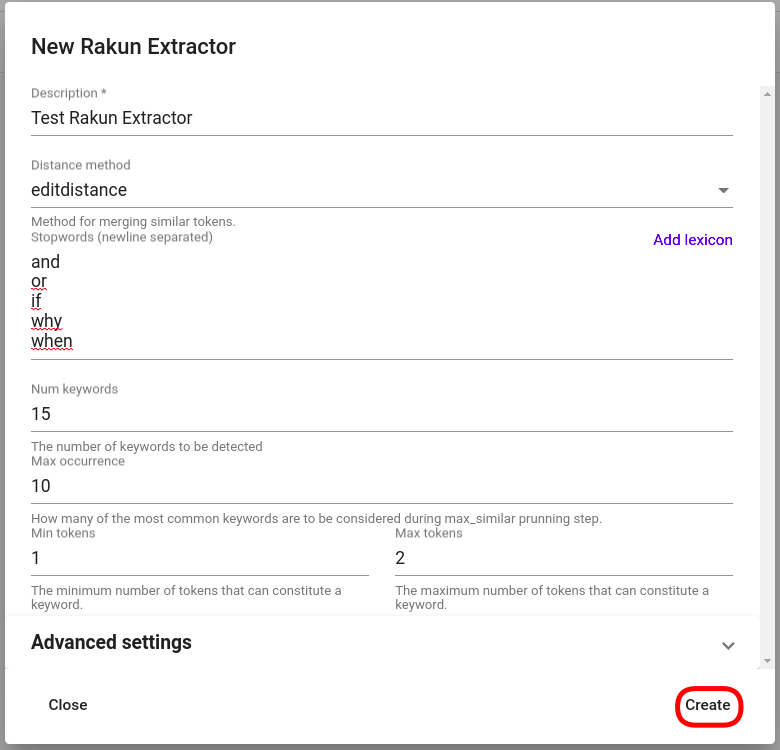 New Rakun Extractor
Description *
Test Rakun Extractor
Distance method
editdistance
Method for merging similar tokens.
Stopwords (newline separated)
Add lexicon
and
or
if
why
when
Num keywords
15
The number of keywords to be detected
Max occurrence
10
How many of the most common keywords are to be considered during max_similar prunning step.
Min tokens
1
The minimum number of tokens that can constitute a
keyword.
Max tokens
2
The maximum number of tokens that can constitute a
keyword.
Advanced settings
Close
Create